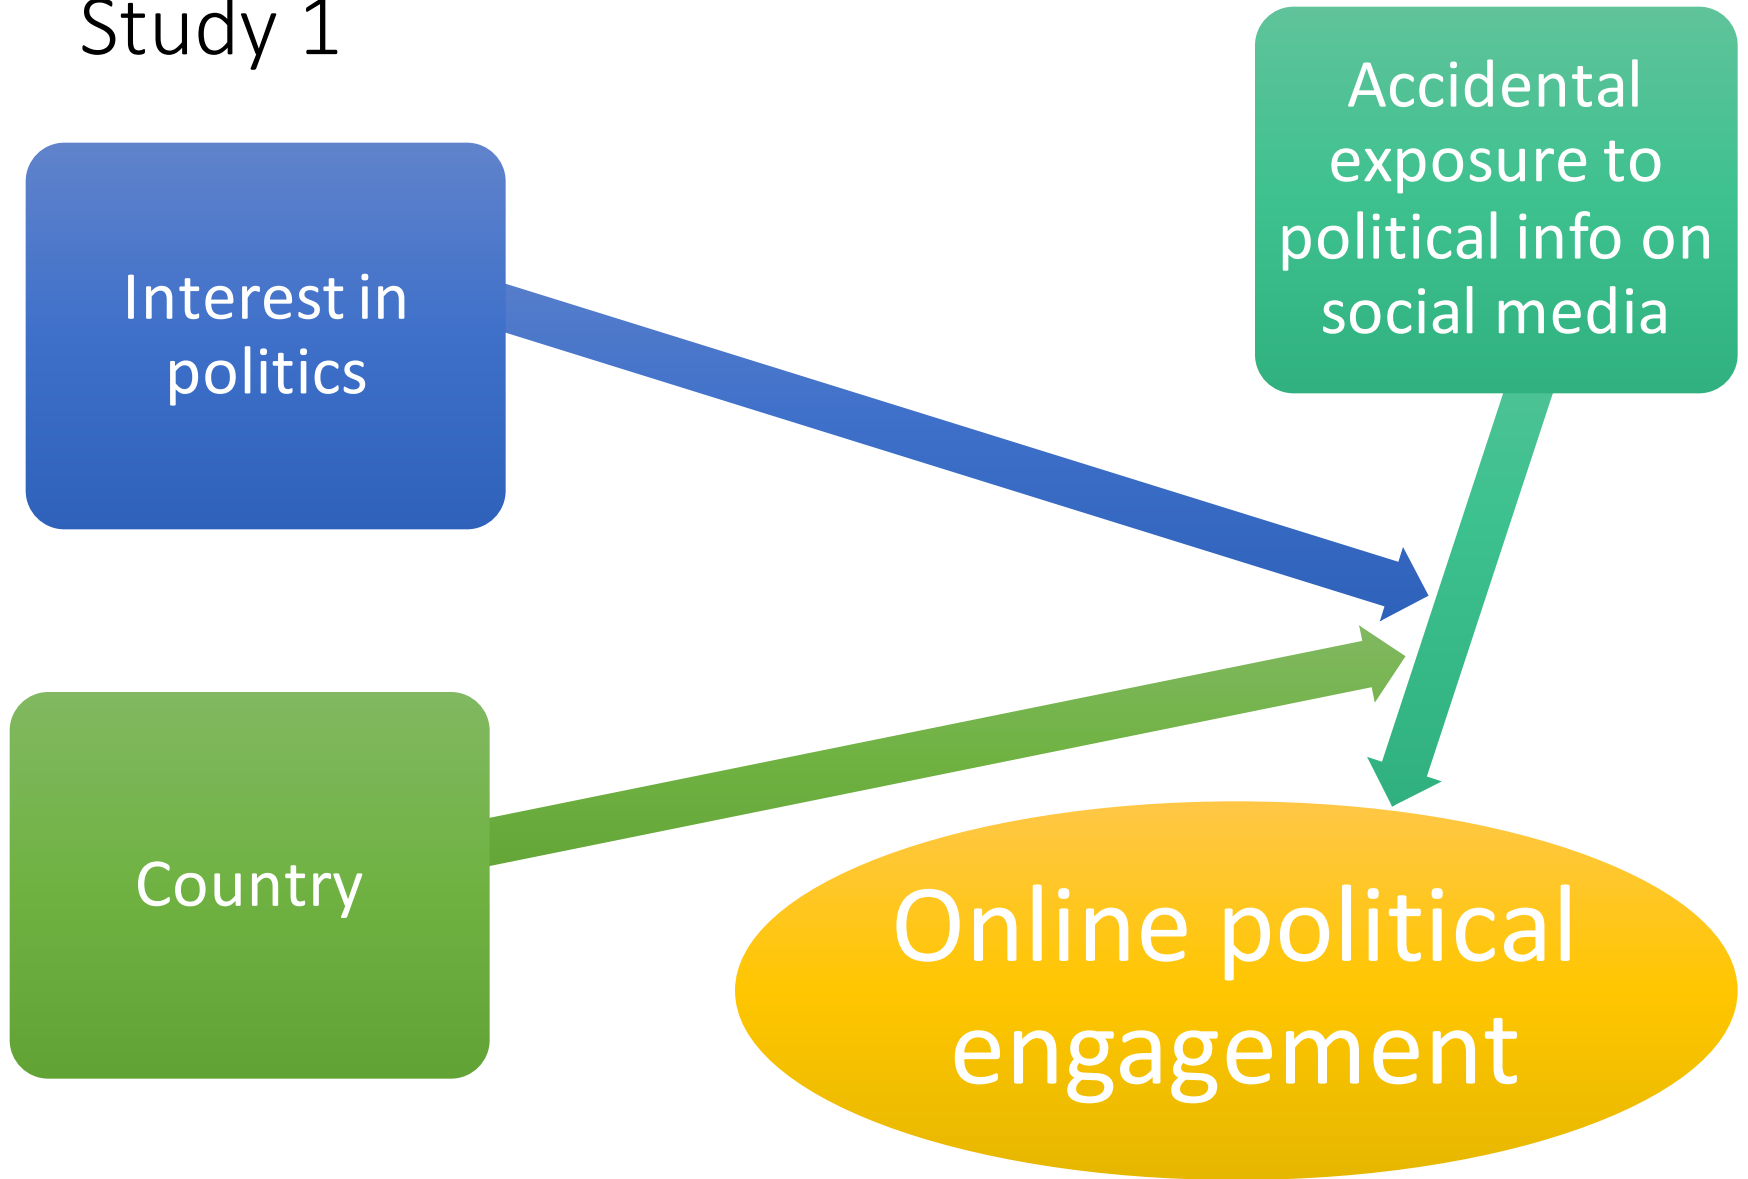 Study 1
Accidental
exposure to
political info on
social media
Interest in
politics
Country
Online political
engagement